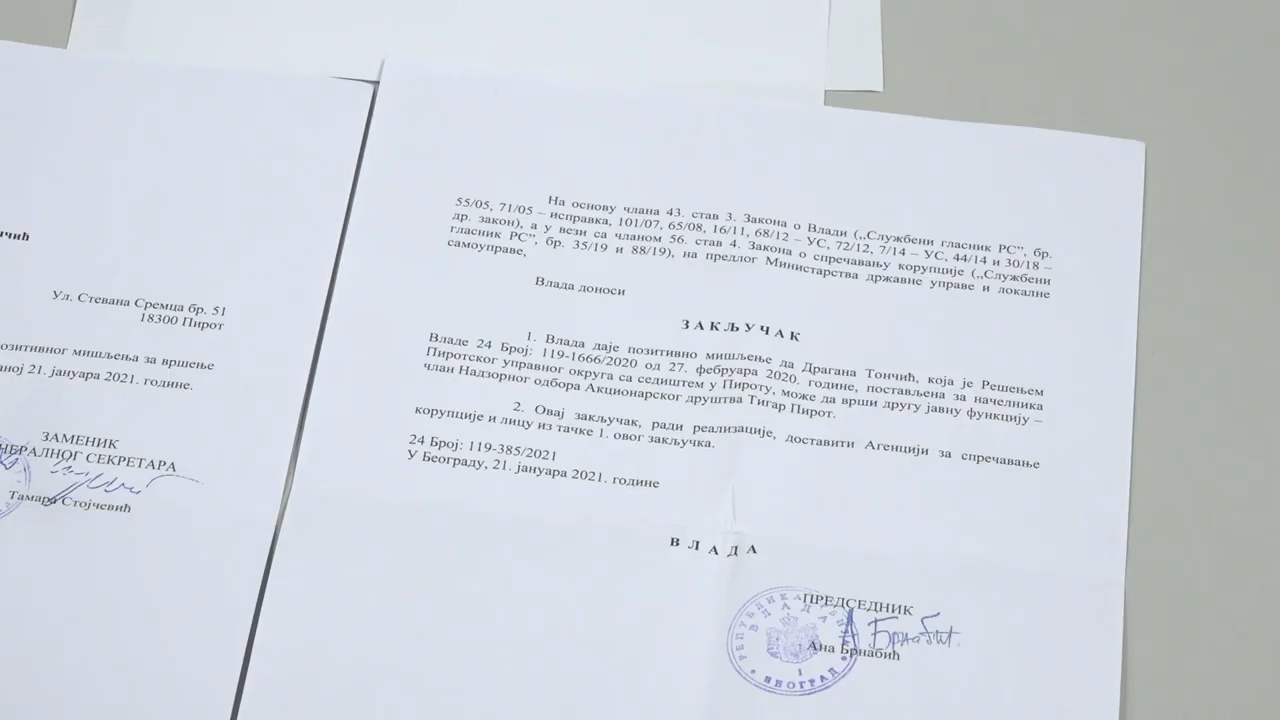 Ул. Стевана Сремца бр. 51
18300 Пирот
мишљења за вршење
21. јануара 2021. године.
ЗАМЕНИК
СЕКРЕТАРА
Тамара Стојчевић
На основу члана 43. став 3. Закона о Влади („Службени гласник РС”, бр.
55/05, 71/05 – исправка, 101/07, 65/08, 16/11, 68/12 – УС, 72/12, 7/14 – УС, 44/14 и 30/18 –
др. закон), а у вези са чланом 56. став 4. Закона о спречавању корупције („Службени
гласник РС”, бр. 35/19 и 88/19), на предлог Министарства државне управе и локалне
самоуправе,
Влада доноси
ЗАКЉУЧАК
1. Влада даје позитивно мишљење да Драгана Тончић, која је Решењем
Владе 24 Број: 119-1666/2020 од 27. фебруара 2020. године, постављена за начелника
Пиротског управног округа са седиштем у Пироту, може да врши другу јавну функцију –
члан Надзорног одбора Акционарског друштва Тигар Пирот.
2. Овај закључак, ради реализације, доставити Агенцији за спречавање
корупције и лицу из тачке 1. овог закључка.
24 Број: 119-385/2021
У Београду, 21. јануара 2021. године
ВЛАДА
ПРЕДСЕДНИК
А Брнабић
Ана Брнабић
РЕПУБЛИКА
ВЛАДА
1
БЕОГРАД